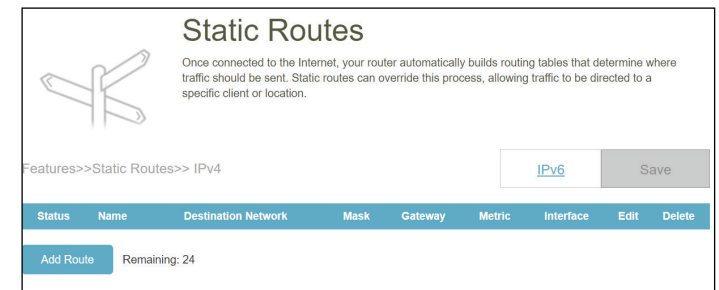 Static Routes
Once connected to the Internet, your router automatically builds routing tables that determine where
traffic should be sent. Static routes can override this process, allowing traffic to be directed to a
specific client or location.
Features>>Static Routes>> IPv4
IPv6
Save
Status Name Destination Network Mask Gateway Metric Interface Edit Delete
Add Route Remaining: 24